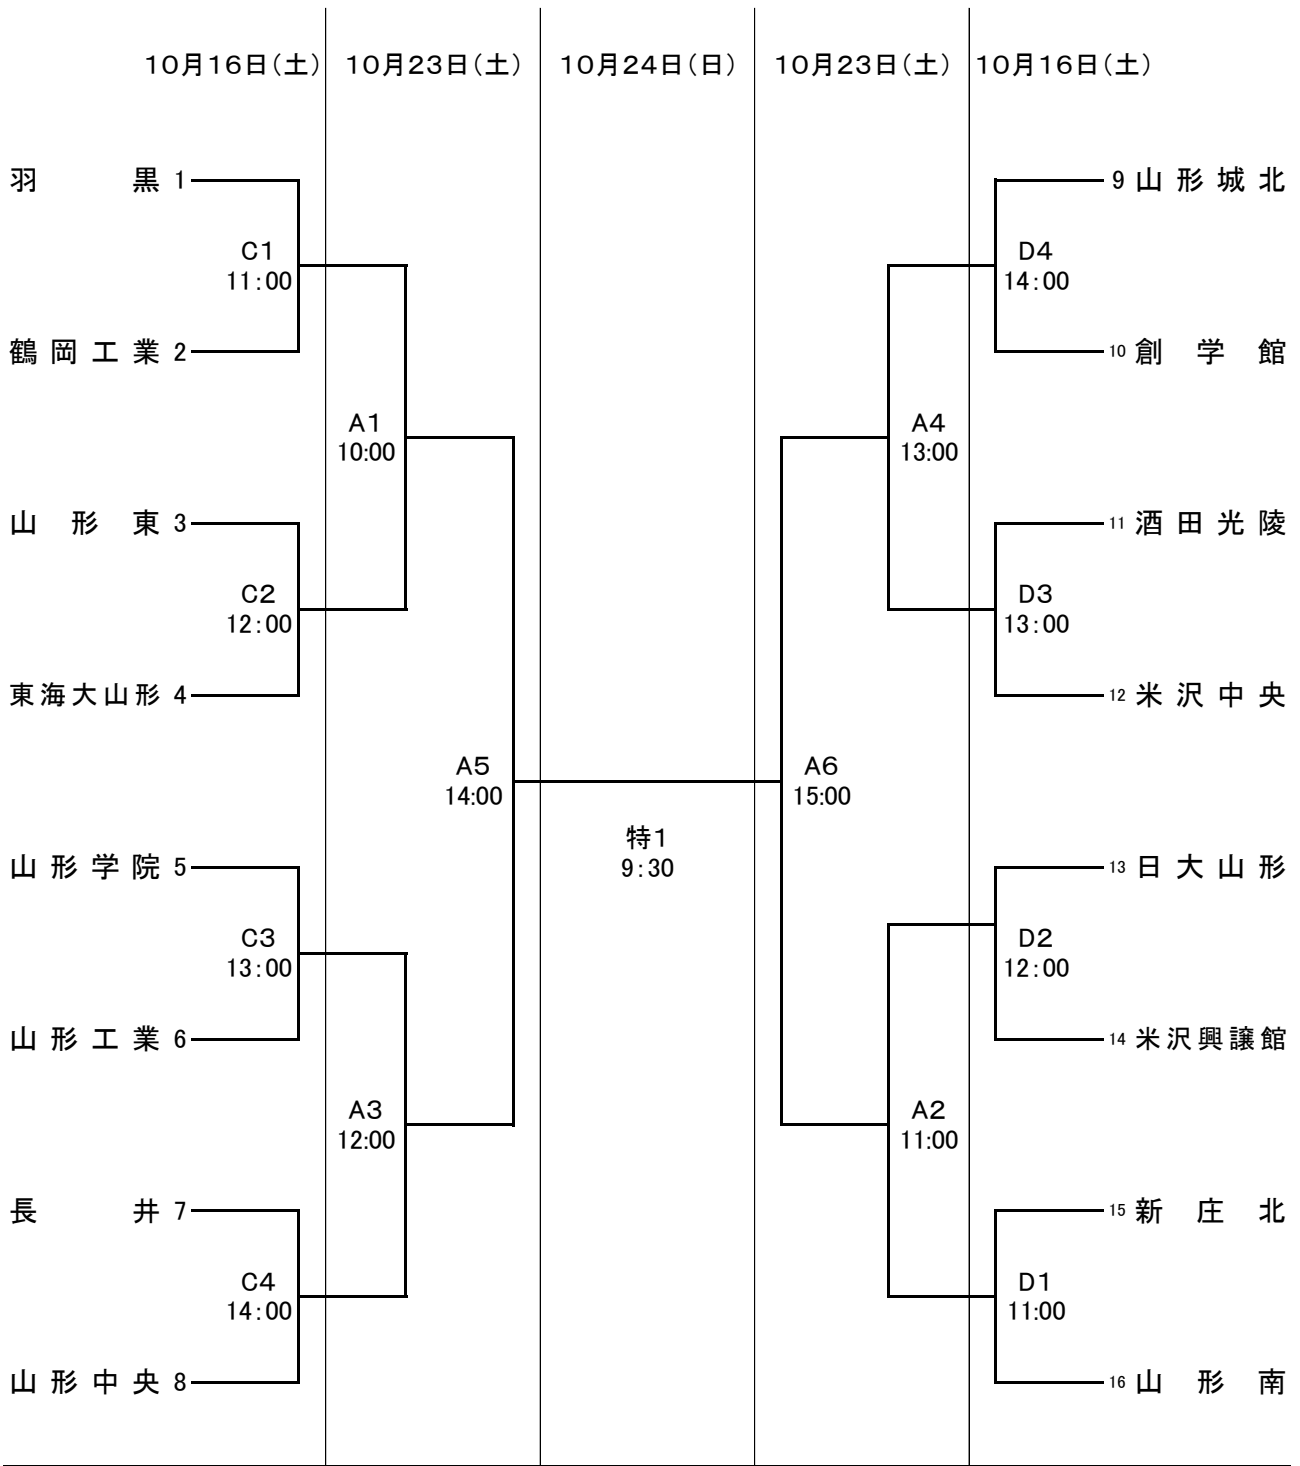 10月16日(土) 10月23日(土) 10月24日(日) 10月23日(土) 10月16日(土)
羽黒 1
9 山形城北
C1
11:00
D4
14:00
鶴岡工業 2
10 創学館
A1
10:00
A4
13:00
山形東 3
11 酒田光陵
C2
12:00
D3
13:00
東海大山形 4
12 米沢中央
A5
14:00
A6
15:00
特1
9:30
山形学院 5
13 日大山形
C3
13:00
D2
12:00
山形工業 6
14 米沢興譲館
A3
12:00
A2
11:00
長井 7
15 新庄北
C4
14:00
D1
11:00
山形中央 8
16 山形南